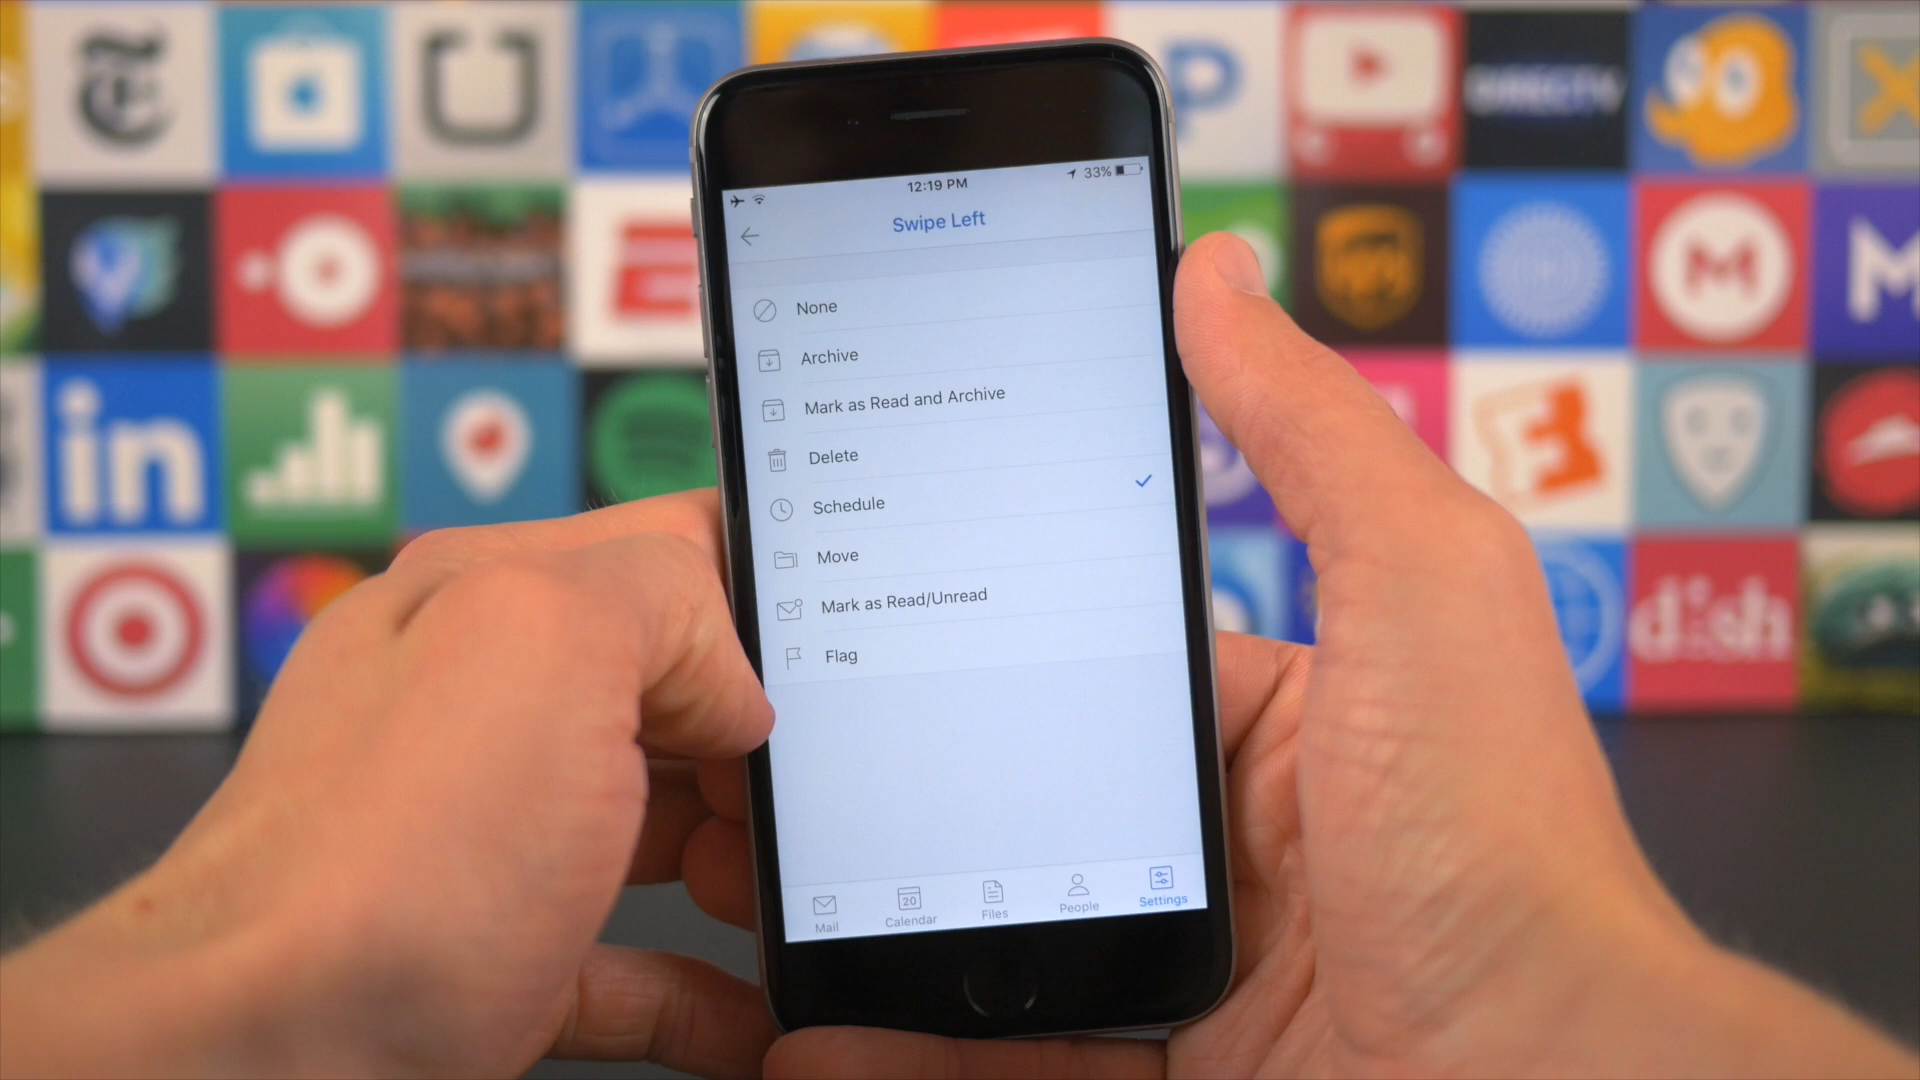 12:19 PM
33%
Swipe Left
None
Archive
Mark as Read and Archive
Delete
Schedule
Move
Mark as Read/Unread
Flag
20
Mail
Calendar
Files
People
Settings
DIRECTV
in
dish